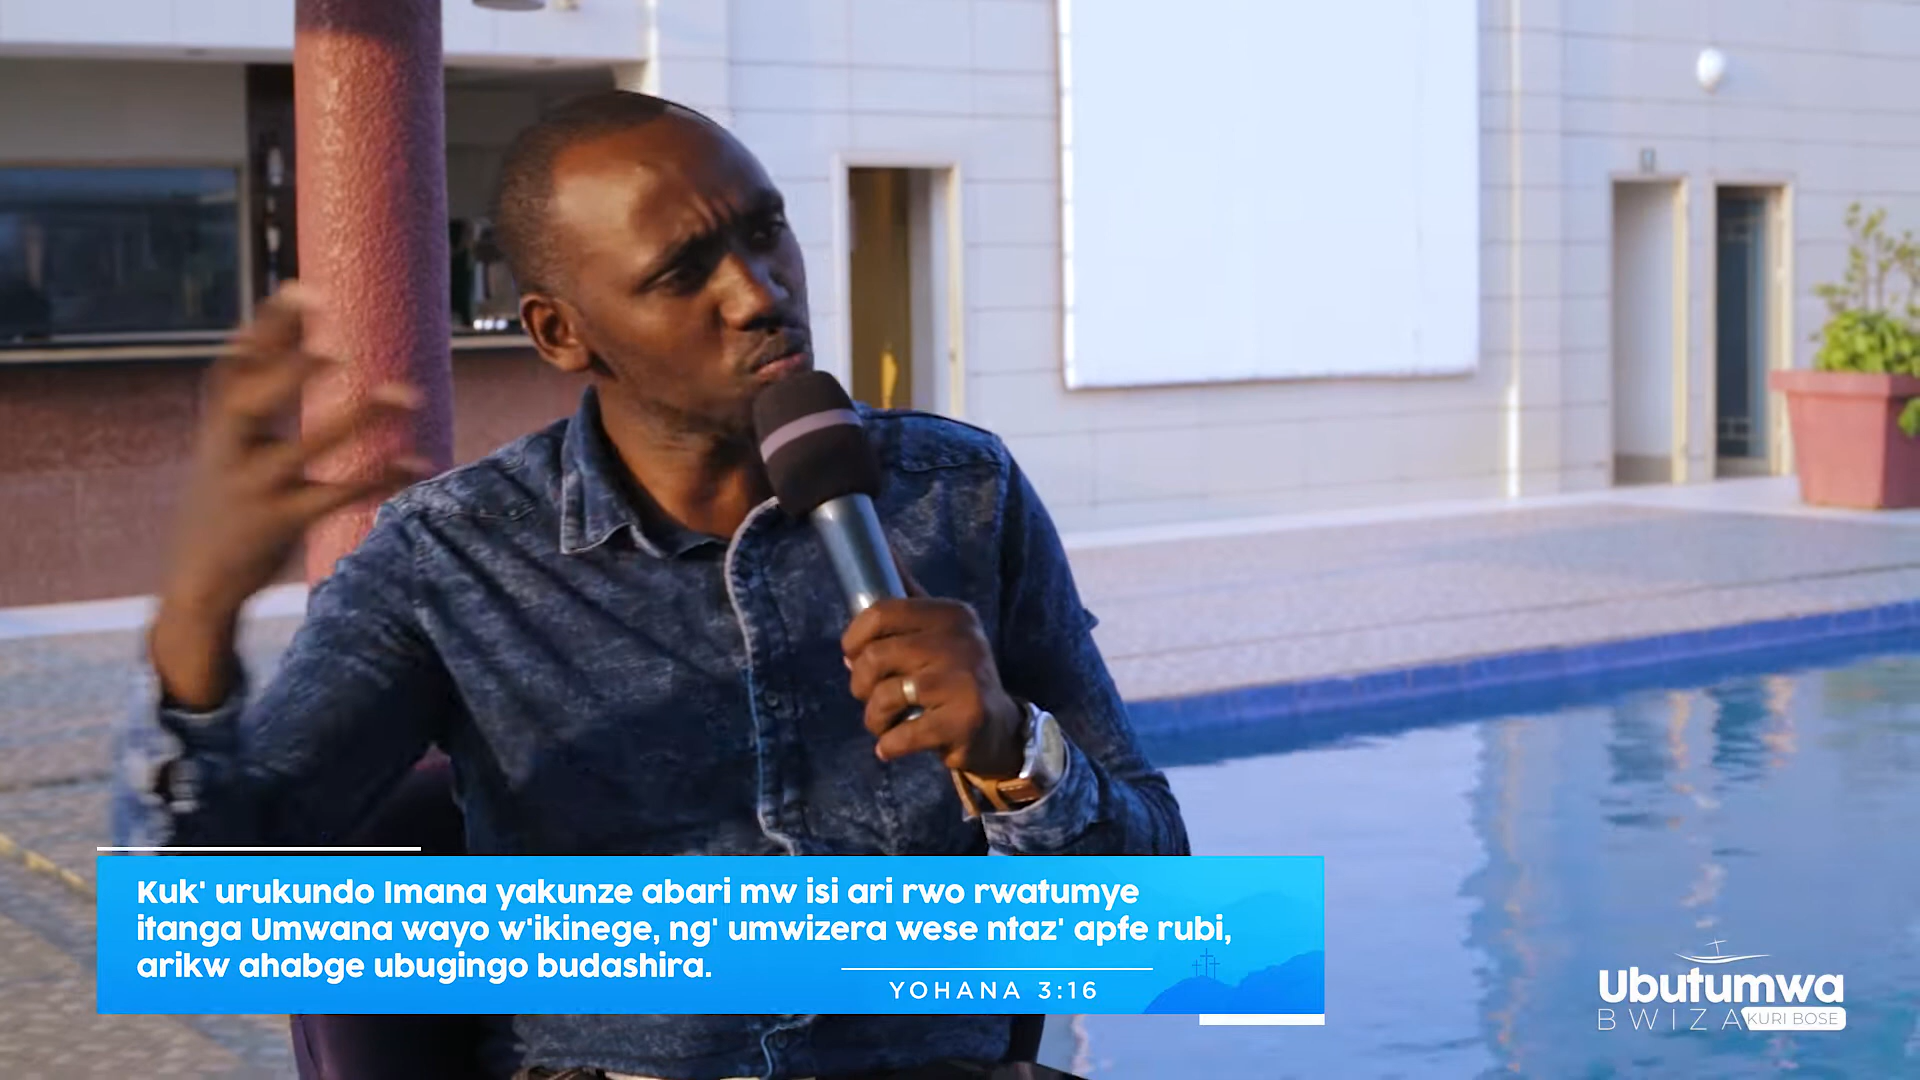 Kuk' urukundo Imana yakunze abari mw isi ari rwo rwatumye
itanga Umwana wayo w'ikinege, ng' umwizera wese ntaz' apfe rubi,
arikw ahabge ubugingo budashira.
YOHANA 3:16
Ubutumwa
BWIZA KURI BOSE